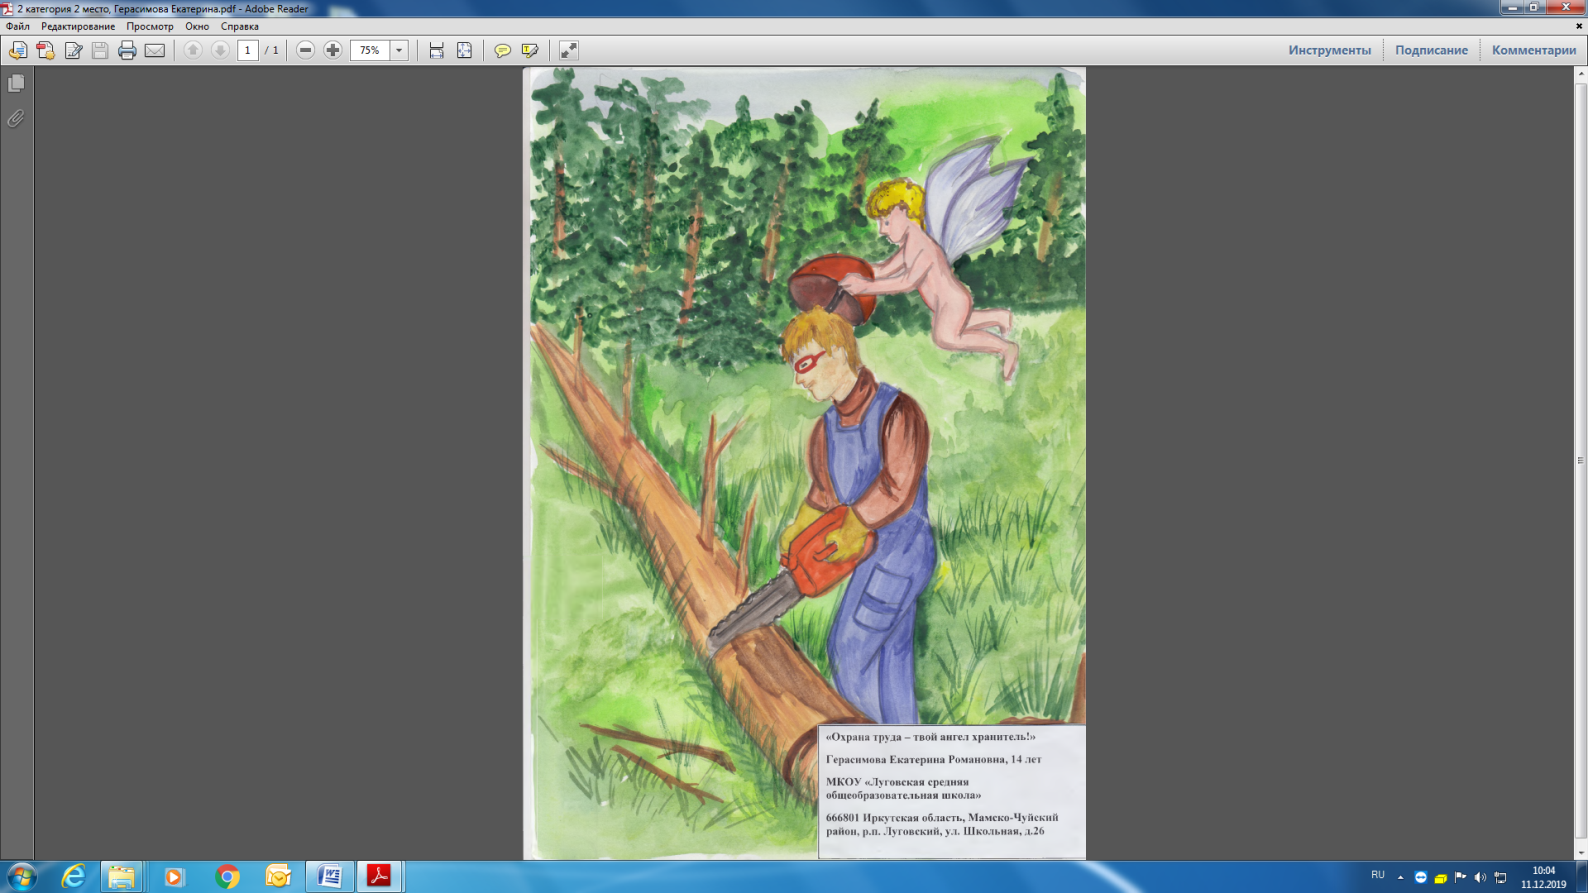 2 категория 2 место, Герасимова Екатерина.pdf - Adobe Reader
Файл Редактирование Просмотр Окно Справка
1 / 1 75% Инструменты Подписание Комментарии
«Охрана труда – твой ангел хранитель!»
Герасимова Екатерина Романовна, 14 лет
МКОУ «Луговская средняя
общеобразовательная школа»
666801 Иркутская область, Мамско-Чуйский
район, р.п. Луговский, ул. Школьная, д.26
RU 10:04
11.12.2019